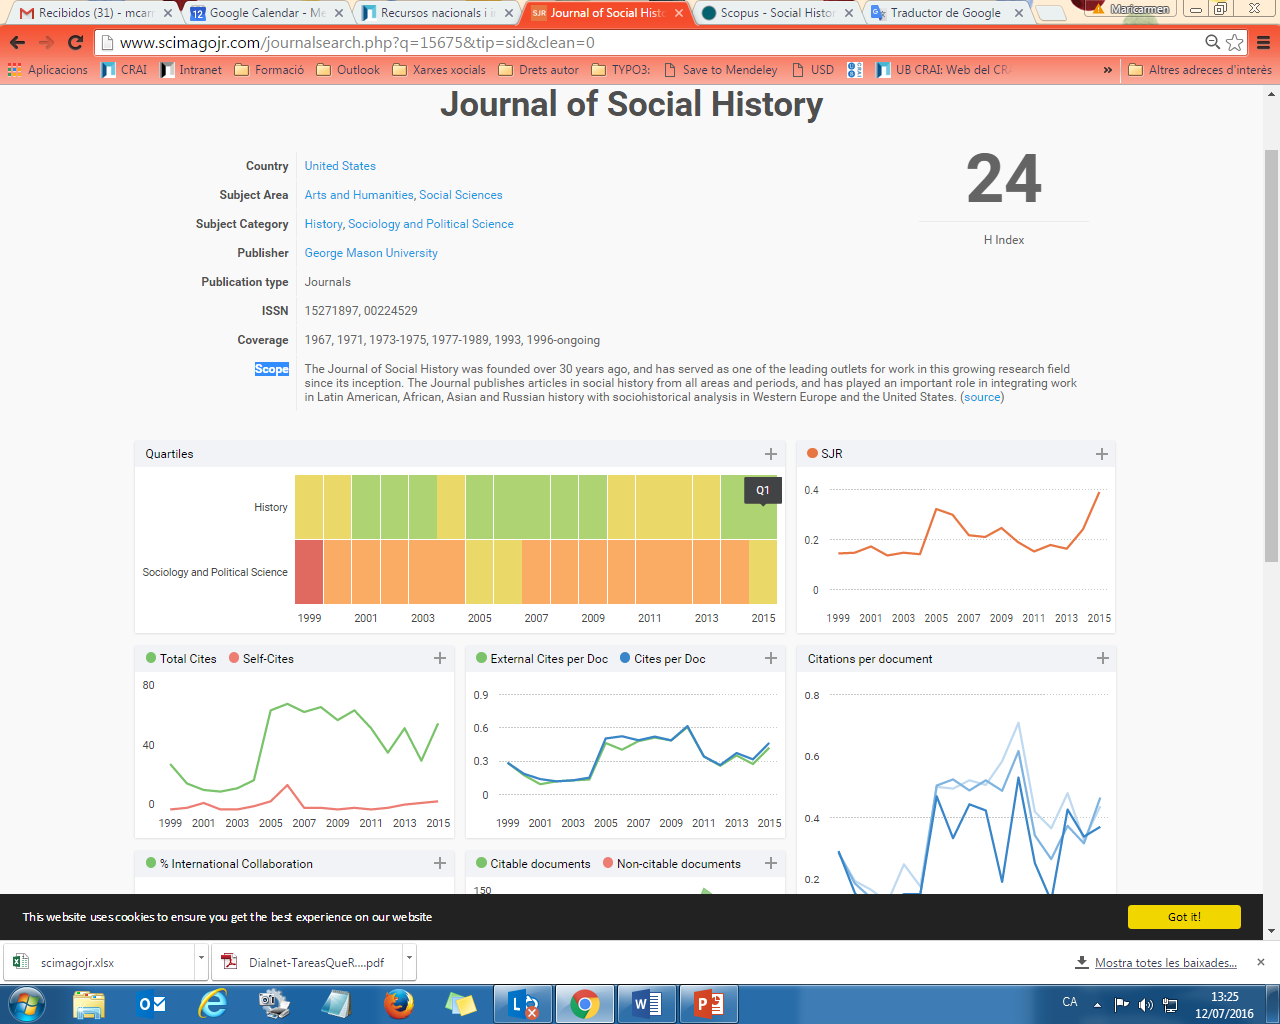 Recibidos (31) - mcar
Google Calendar - Me
Recursos nacionals i in
SJR Journal of Social Histo
Scopus - Social Histor
Traductor de Google
Maricarmen
www.scimagojr.com/journalsearch.php?q=15675&tip=sid&clean=0
Aplicacions CRAI Intranet Formació Outlook Xarxes xocials Drets autor TYPO3: Save to Mendeley USD UB CRAI: Web del CRA » Altres adreces d'interès
Journal of Social History
Country United States
Subject Area Arts and Humanities, Social Sciences
Subject Category History, Sociology and Political Science
Publisher George Mason University
Publication type Journals
ISSN 15271897, 00224529
Coverage 1967, 1971, 1973-1975, 1977-1989, 1993, 1996-ongoing
Scope The Journal of Social History was founded over 30 years ago, and has served as one of the leading outlets for work in this growing research field
since its inception. The Journal publishes articles in social history from all areas and periods, and has played an important role in integrating work
in Latin American, African, Asian and Russian history with sociohistorical analysis in Western Europe and the United States. (source)
24
H Index
Quartiles
Q1
History
Sociology and Political Science
1999 2001 2003 2005 2007 2009 2011 2013 2015
SJR
0.4
0.2
0
1999 2001 2003 2005 2007 2009 2011 2013 2015
Total Cites Self-Cites
80
40
0
1999 2001 2003 2005 2007 2009 2011 2013 2015
External Cites per Doc Cites per Doc
0.9
0.6
0.3
0
1999 2001 2003 2005 2007 2009 2011 2013 2015
Citations per document
0.8
0.6
0.4
0.2
% International Collaboration
Citable documents Non-citable documents
150
This website uses cookies to ensure you get the best experience on our website
Got it!
scimagojr.xlsx
Dialnet-TareasQueR....pdf
Mostra totes les baixades...
CA
13:25
12/07/2016